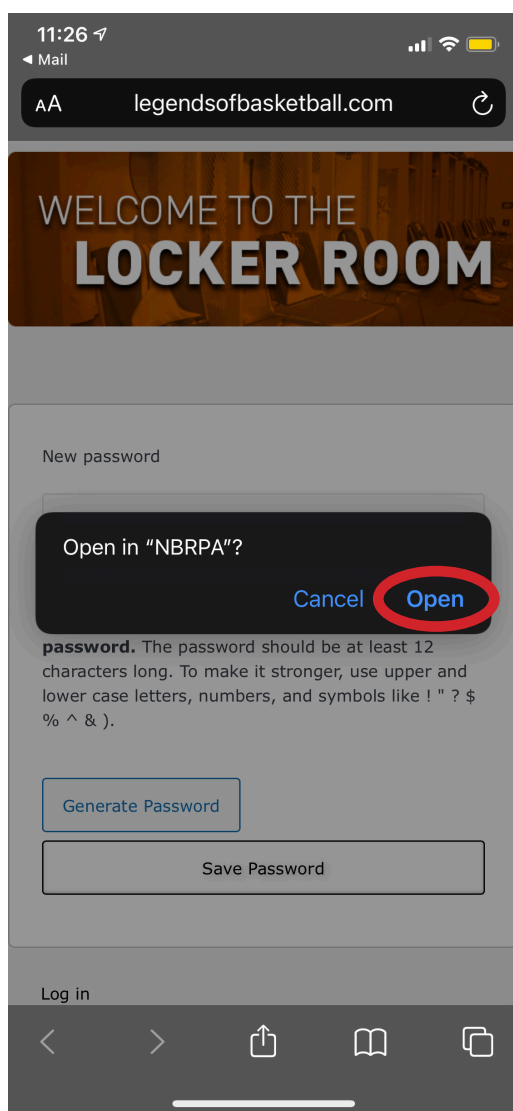 11:26
◀ Mail
AA legendsofbasketball.com
WELCOME TO THE
LOCKER ROOM
New password
Open in “NBRPA”?
Cancel Open
password. The password should be at least 12
characters long. To make it stronger, use upper and
lower case letters, numbers, and symbols like ! " ? $
% ^ & ).
Generate Password
Save Password
Log in